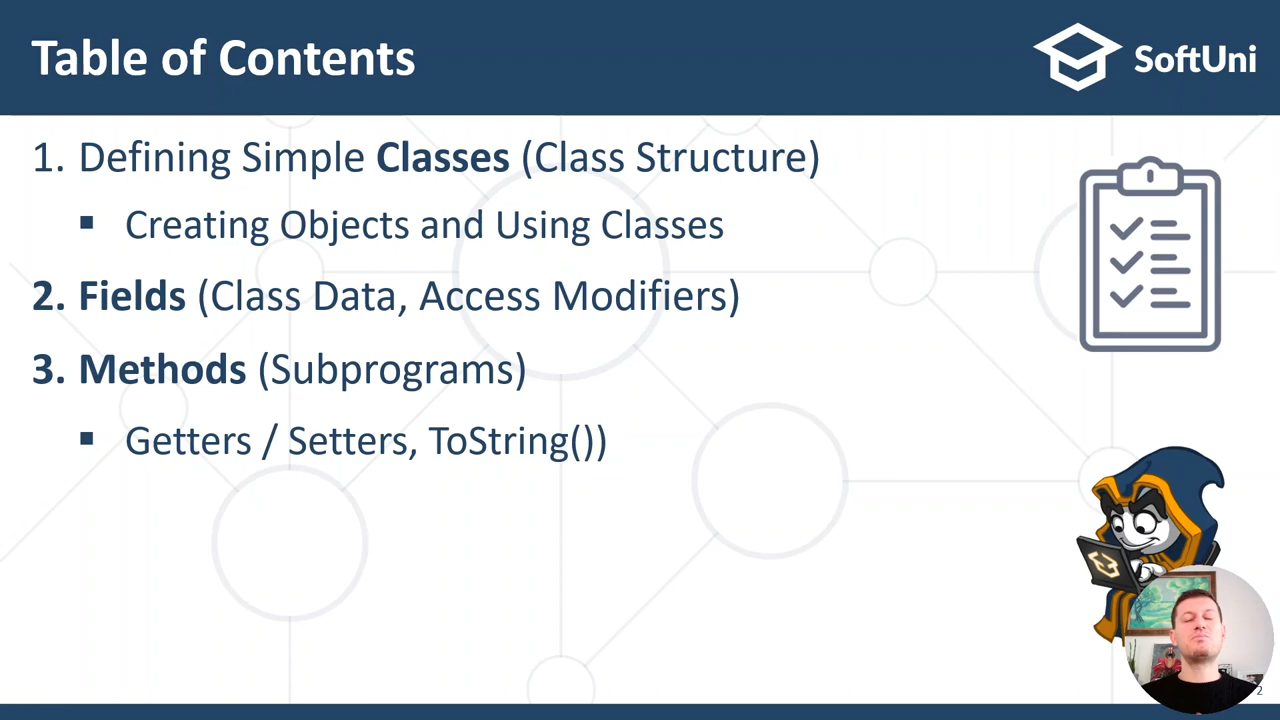 Table of Contents
SoftUni
1. Defining Simple Classes (Class Structure)
▪ Creating Objects and Using Classes
2. Fields (Class Data, Access Modifiers)
3. Methods (Subprograms)
▪ Getters / Setters, ToString())
2